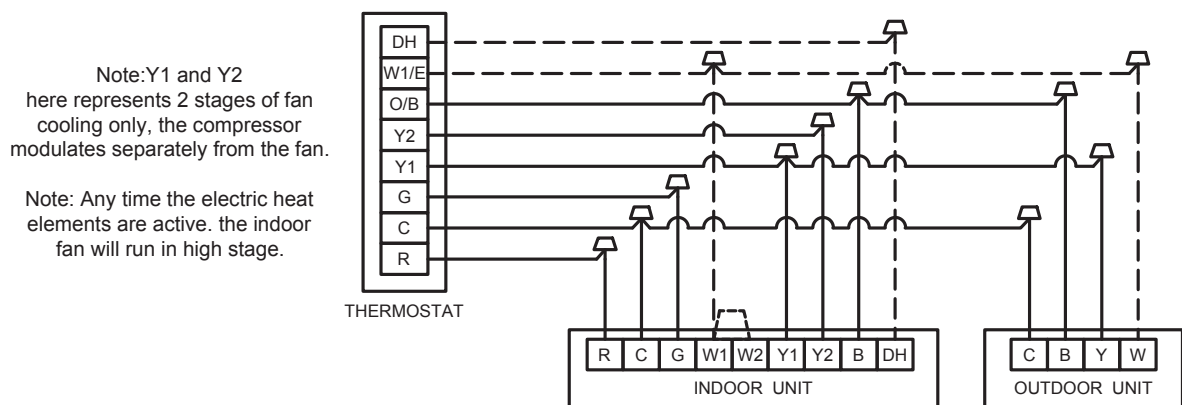 Note:Y1 and Y2
here represents 2 stages of fan
cooling only, the compressor
modulates separately from the fan.
Note: Any time the electric heat
elements are active. the indoor
fan will run in high stage.
DH
W1/E
O/B
Y2
Y1
G
C
R
THERMOSTAT
R C G W1 W2 Y1 Y2 B DH
INDOOR UNIT
C B Y W
OUTDOOR UNIT